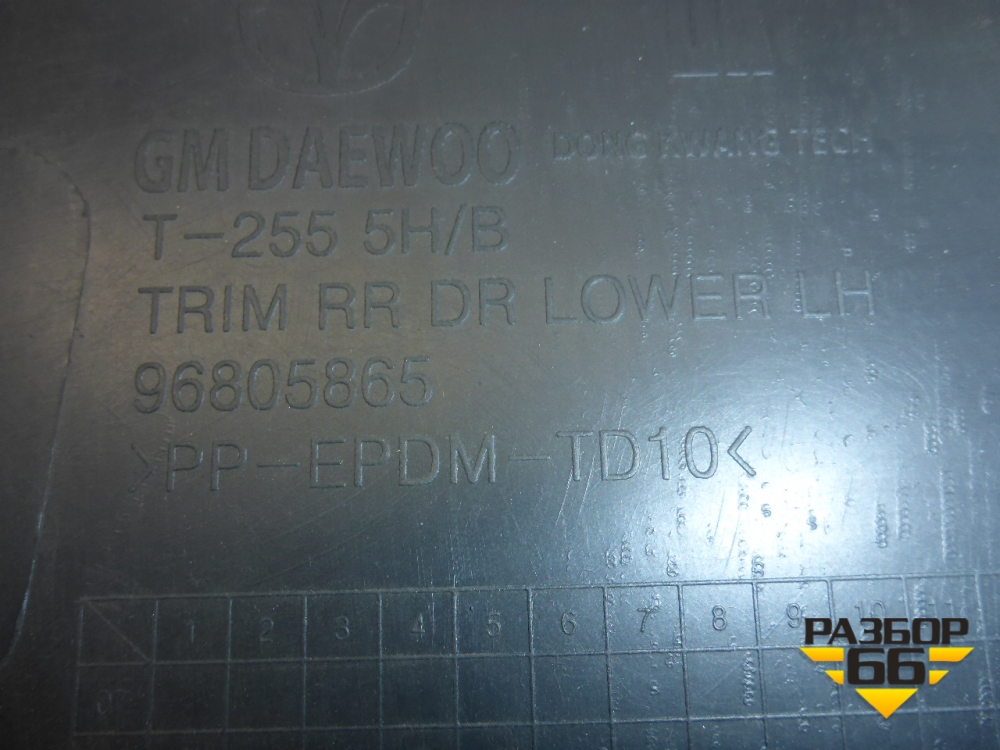 GM DAEWOO DONG KWANG TECH
T-255 5H/B
TRIM RR DR LOWER LH
96805865
>PP-EPDM-TD10<
1 2 3 4 5 6 7 8 9 10 11
07
РАЗБОР
66